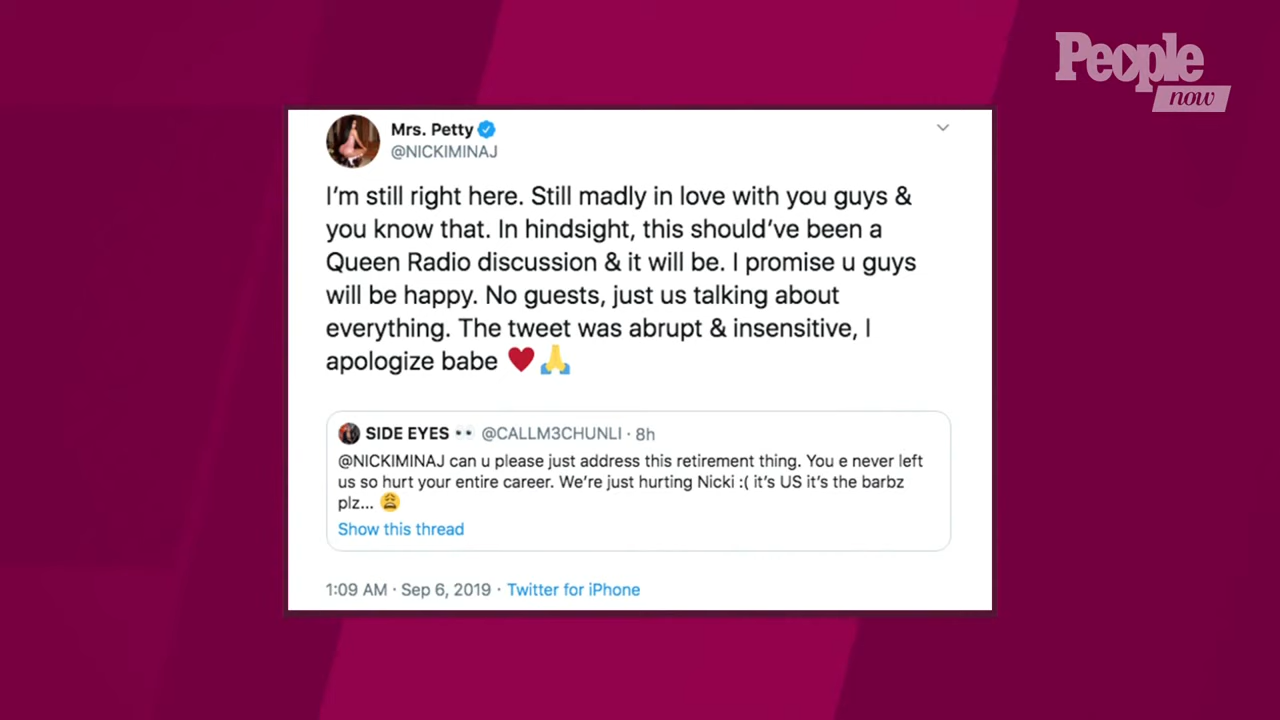 People
now
Mrs. Petty
@NICKIMINAJ
I'm still right here. Still madly in love with you guys &
you know that. In hindsight, this should've been a
Queen Radio discussion & it will be. I promise u guys
will be happy. No guests, just us talking about
everything. The tweet was abrupt & insensitive, I
apologize babe ♥️🙏
SIDE EYES 👀 @CALLM3CHUNLI · 8h
@NICKIMINAJ can u please just address this retirement thing. You e never left
us so hurt your entire career. We're just hurting Nicki :( it's US it's the barbz
plz... 😩
Show this thread
1:09 AM · Sep 6, 2019 · Twitter for iPhone